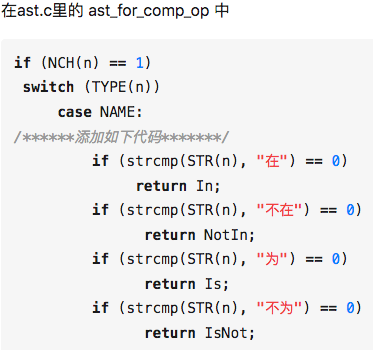 在ast.c里的 ast_for_comp_op 中
if (NCH(n) == 1)
switch (TYPE(n))
case NAME:
/******添加如下代码*******/
if (strcmp(STR(n), "在") == 0)
return In;
if (strcmp(STR(n), "不在") == 0)
return NotIn;
if (strcmp(STR(n), "为") == 0)
return Is;
if (strcmp(STR(n), "不为") == 0)
return IsNot;